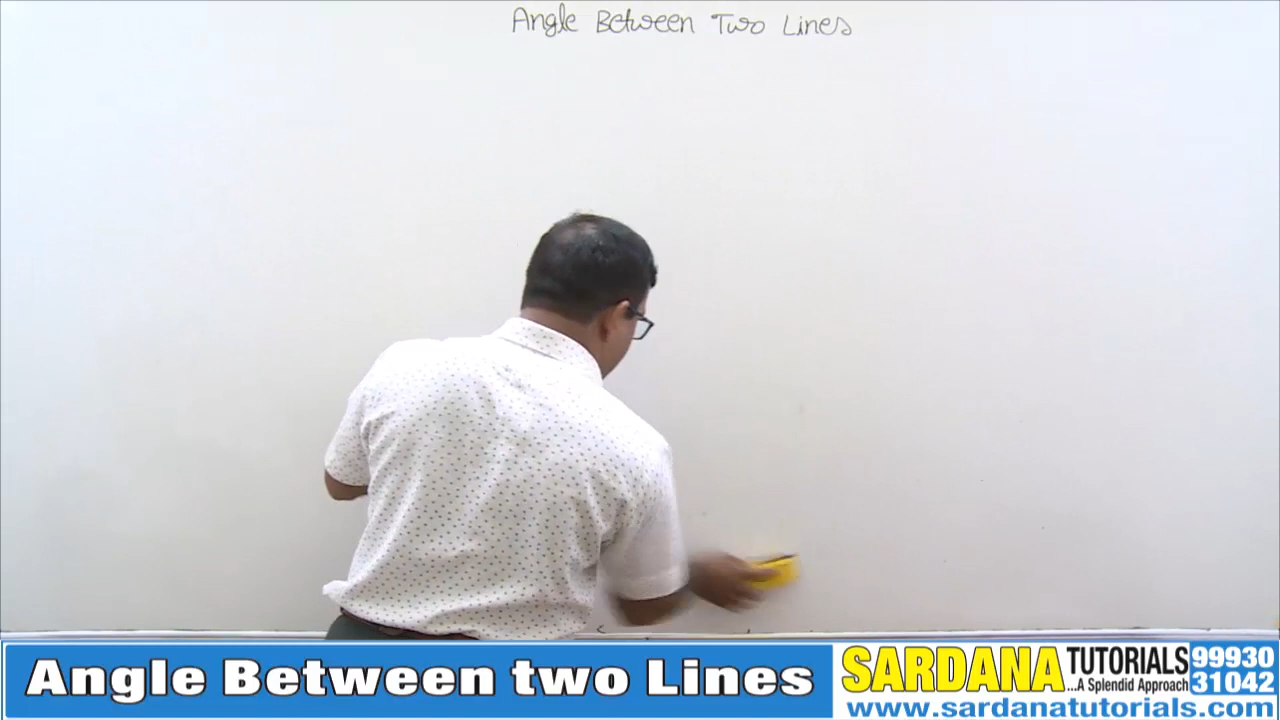 Angle Between Two Lines
Angle Between two Lines
SARDANA TUTORIALS
...A Splendid Approach
99930
31042
www.sardanatutorials.com